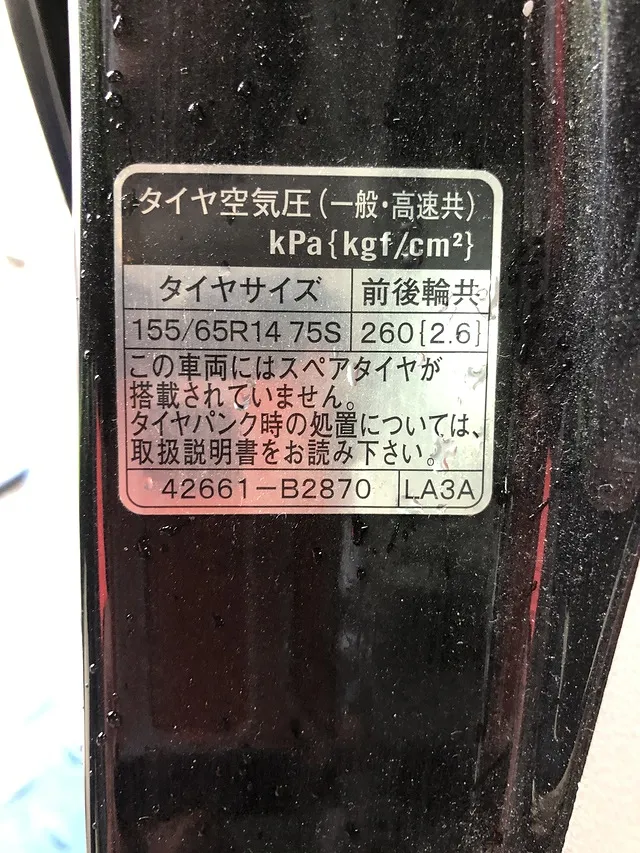 タイヤ空気圧(一般・高速共)
kPa{kgf/cm²}
タイヤサイズ 前後輪共
155/65R14 75S 260{2.6}
この車両にはスペアタイヤが
搭載されていません。
タイヤパンク時の処置については、
取扱説明書をお読み下さい。
42661-B2870 LA3A